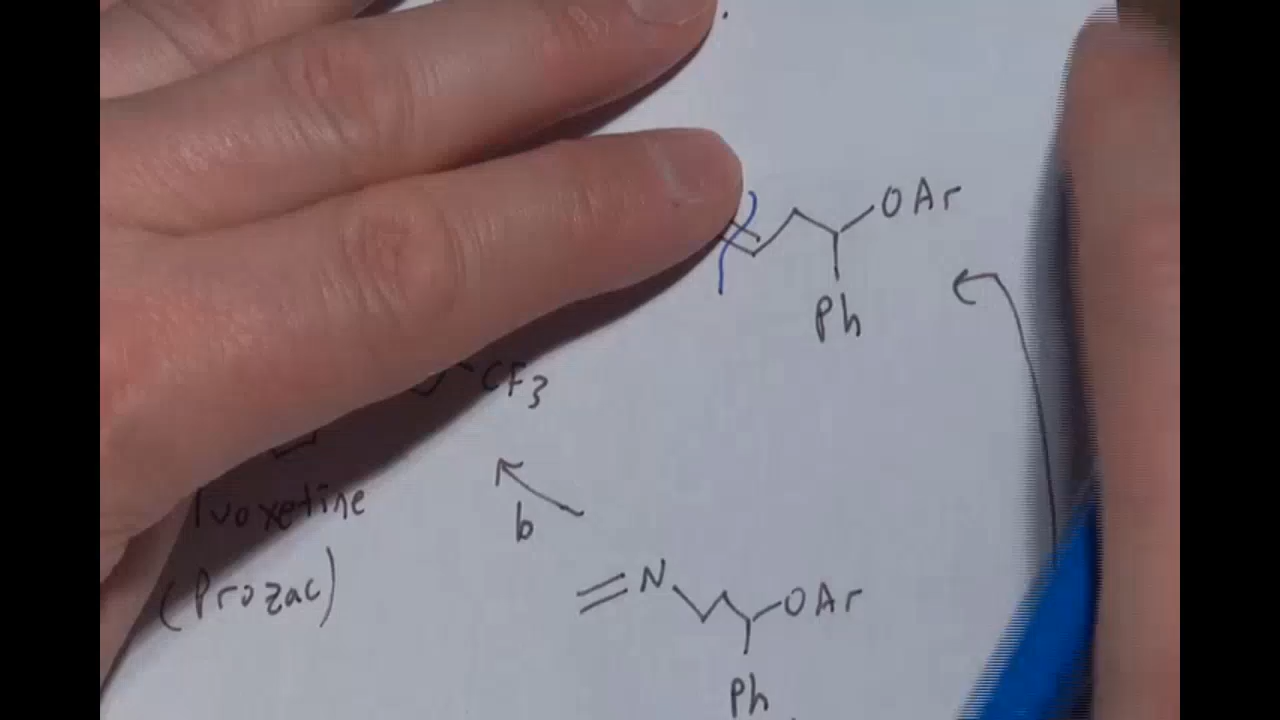 OAr
Ph
CF3
luoxetine
(Prozac)
b
N
OAr
Ph